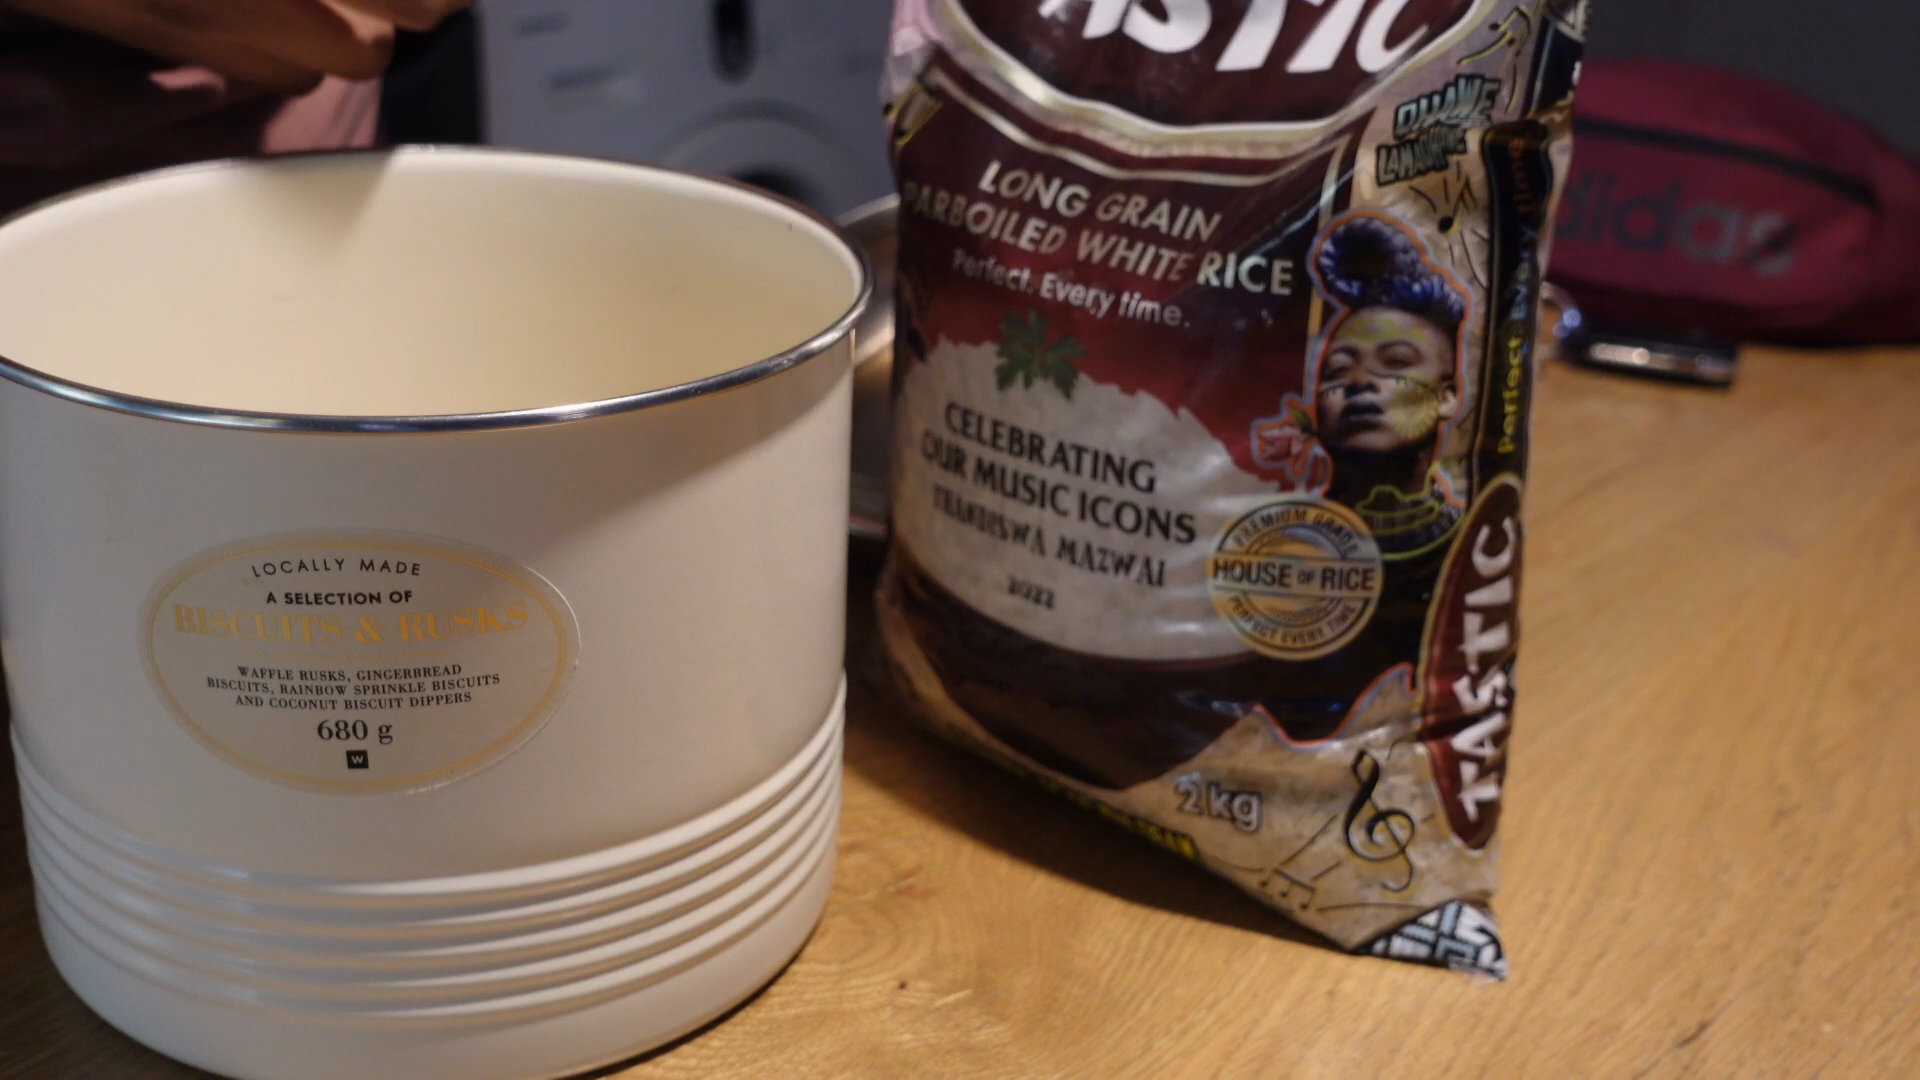 LOCALLY MADE
A SELECTION OF
BISCUITS & RUSKS
WAFFLE RUSKS, GINGERBREAD
BISCUITS, RAINBOW SPRINKLE BISCUITS
AND COCONUT BISCUIT DIPPERS
680 g
W
ASTIC
LONG GRAIN
PARBOILED WHITE RICE
Perfect. Every time.
CELEBRATING
OUR MUSIC ICONS
THANDISWA MAZWAI
2022
PREMIUM GRADE
HOUSE OF RICE
PERFECT EVERY TIME
2kg
Perfect. Every time.
TASTIC
adidas